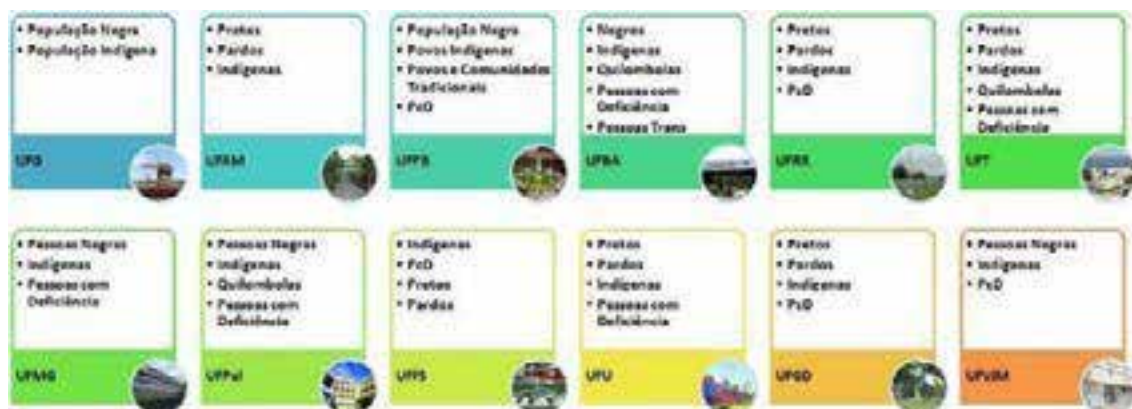 • População Negra
• População Indígena
• Pretos
• Pardos
• Indígenas
• População Negra
• Povos Indígenas
• Povos e Comunidades
Tradicionais
• PcD
• Negros
• Indígenas
• Quilombolas
• Pessoas com
Deficiência
• Pessoas Trans
• Pretos
• Pardos
• Indígenas
• PcD
• Pretos
• Pardos
• Indígenas
• Quilombolas
• Pessoas com
Deficiência
UFAM
UFPB
UFBA
UFRR
UFT
• Pessoas Negras
• Indígenas
• Pessoas com
Deficiência
• Pessoas Negras
• Indígenas
• Quilombolas
• Pessoas com
Deficiência
• Indígenas
• PcD
• Pretos
• Pardos
• Pretos
• Pardos
• Indígenas
• Pessoas com
Deficiência
• Pretos
• Pardos
• Indígenas
• PcD
• Pessoas Negras
• Indígenas
• PcD
UFMG
UFPel
UFFS
UFU
UFGD